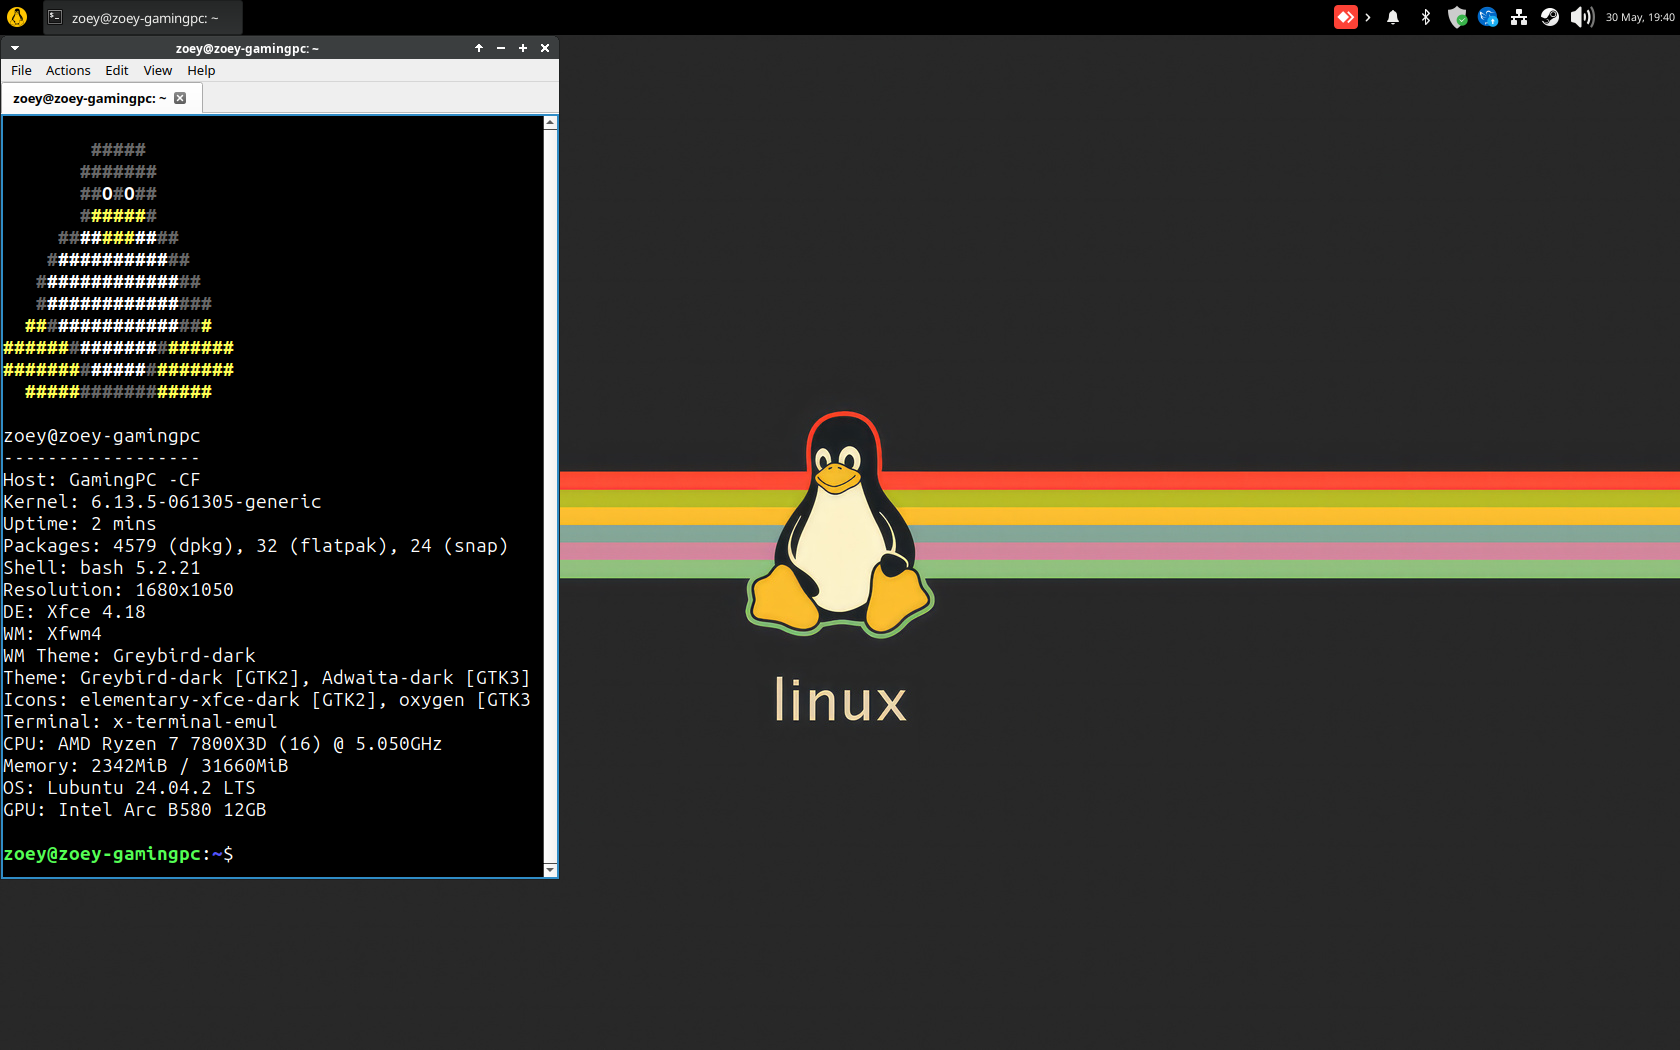 zoey@zoey-gamingpc: ~
30 May, 19:40
zoey@zoey-gamingpc: ~
File Actions Edit View Help
zoey@zoey-gamingpc: ~
#####
#######
##O#O##
#######
###########
#############
###############
################
#################
#####################
#####################
#################
zoey@zoey-gamingpc
------------------
Host: GamingPC -CF
Kernel: 6.13.5-061305-generic
Uptime: 2 mins
Packages: 4579 (dpkg), 32 (flatpak), 24 (snap)
Shell: bash 5.2.21
Resolution: 1680x1050
DE: Xfce 4.18
WM: Xfwm4
WM Theme: Greybird-dark
Theme: Greybird-dark [GTK2], Adwaita-dark [GTK3]
Icons: elementary-xfce-dark [GTK2], oxygen [GTK3
Terminal: x-terminal-emul
CPU: AMD Ryzen 7 7800X3D (16) @ 5.050GHz
Memory: 2342MiB / 31660MiB
OS: Lubuntu 24.04.2 LTS
GPU: Intel Arc B580 12GB
zoey@zoey-gamingpc:~$
linux